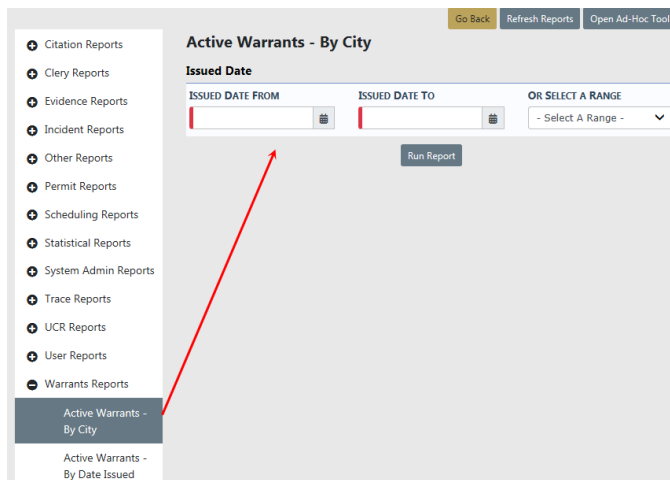 Go Back
Refresh Reports
Open Ad-Hoc Tool
Citation Reports
Clery Reports
Evidence Reports
Incident Reports
Other Reports
Permit Reports
Scheduling Reports
Statistical Reports
System Admin Reports
Trace Reports
UCR Reports
User Reports
Warrants Reports
Active Warrants -
By City
Active Warrants -
By Date Issued
Active Warrants - By City
Issued Date
ISSUED DATE FROM
ISSUED DATE TO
OR SELECT A RANGE
- Select A Range -
Run Report